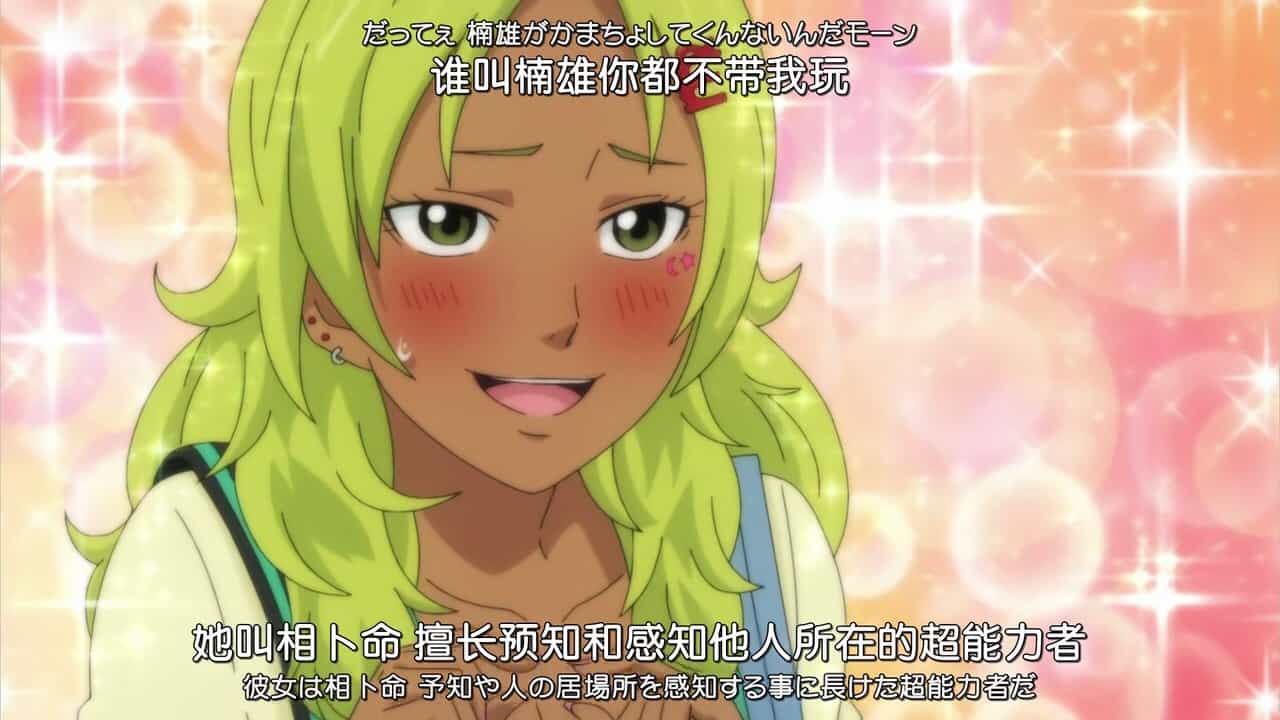 だってぇ 楠雄がかまちょしてくんないんだモーン
谁叫楠雄你都不带我玩
她叫相卜命 擅长预知和感知他人所在的超能力者
彼女は相卜命 予知や人の居場所を感知する事に長けた超能力者だ